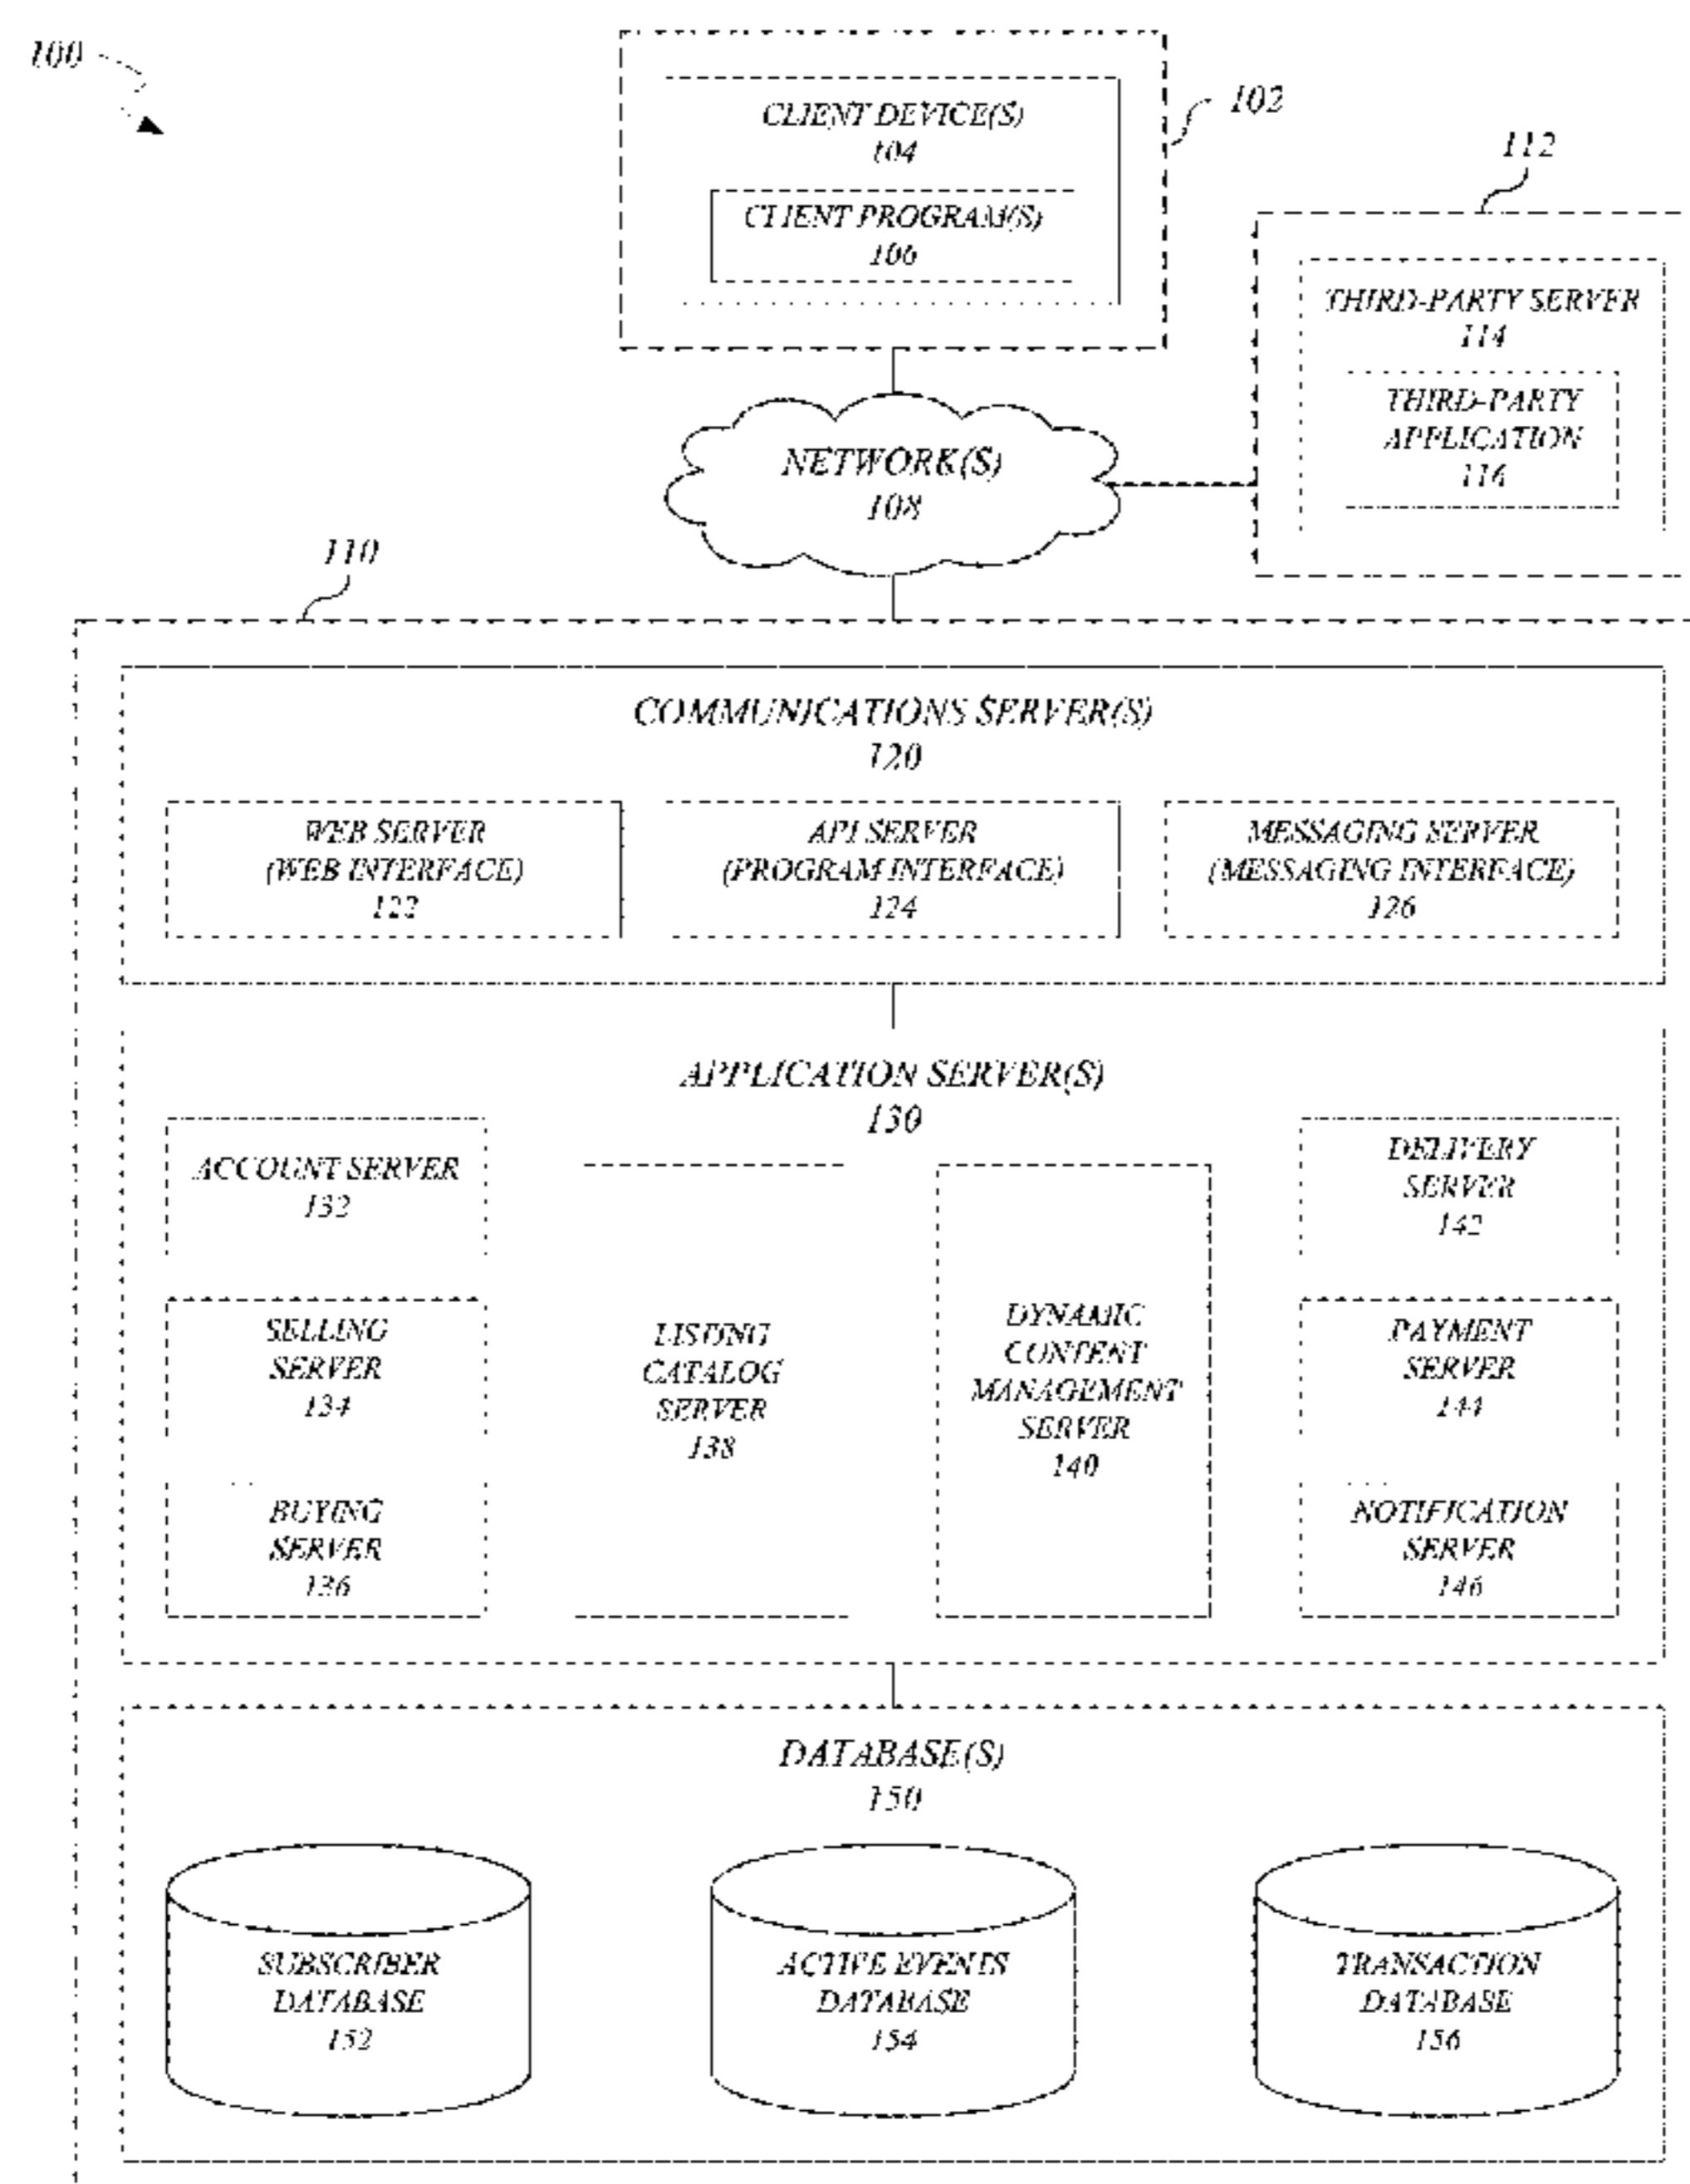 100
102
CLIENT DEVICE(S)
104
CLIENT PROGRAM(S)
106
112
THIRD-PARTY SERVER
114
THIRD-PARTY
APPLICATION
116
NETWORK(S)
108
110
COMMUNICATIONS SERVER(S)
120
WEB SERVER
(WEB INTERFACE)
122
API SERVER
(PROGRAM INTERFACE)
124
MESSAGING SERVER
(MESSAGING INTERFACE)
126
APPLICATION SERVER(S)
130
ACCOUNT SERVER
132
SELLING
SERVER
134
BUYING
SERVER
136
LISTING
CATALOG
SERVER
138
DYNAMIC
CONTENT
MANAGEMENT
SERVER
140
DELIVERY
SERVER
142
PAYMENT
SERVER
144
NOTIFICATION
SERVER
146
DATABASE(S)
150
SUBSCRIBER
DATABASE
152
ACTIVE EVENTS
DATABASE
154
TRANSACTION
DATABASE
156